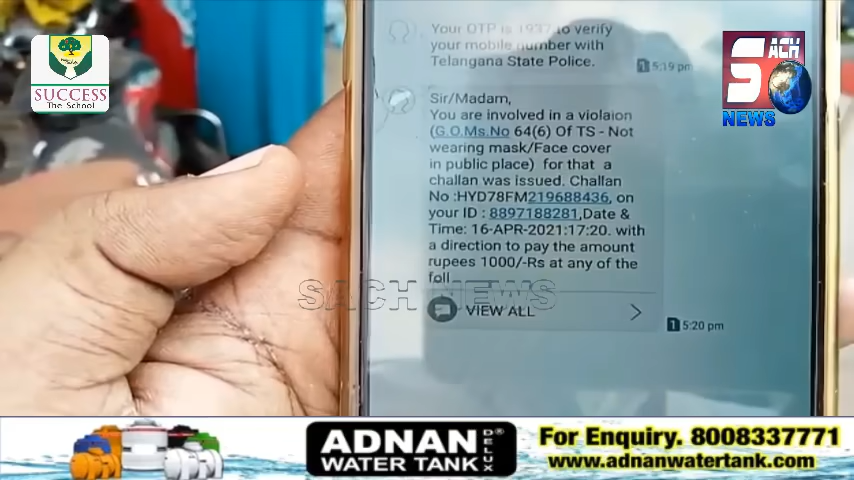 Your OTP is 1937 to verify
your mobile number with
Telangana State Police.
1 5:19 pm
Sir/Madam,
You are involved in a violaion
(G.O.Ms.No 64(6) Of TS - Not
wearing mask/Face cover
in public place) for that a
challan was issued. Challan
No :HYD78FM219688436, on
your ID : 8897188281,Date &
Time: 16-APR-2021:17:20. with
a direction to pay the amount
rupees 1000/-Rs at any of the
foll
VIEW ALL
1 5:20 pm
SUCCESS
The School
SACH
NEWS
SACH NEWS
ADNAN
WATER TANK
DELUX®
For Enquiry. 8008337771
www.adnanwatertank.com